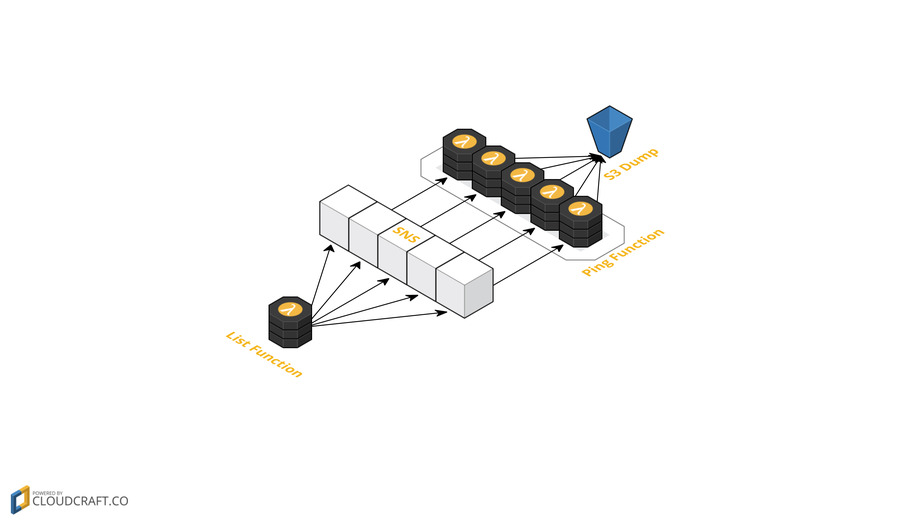 S3 Dump
SNS
Ping Function
List Function
POWERED BY
CLOUDCRAFT.CO